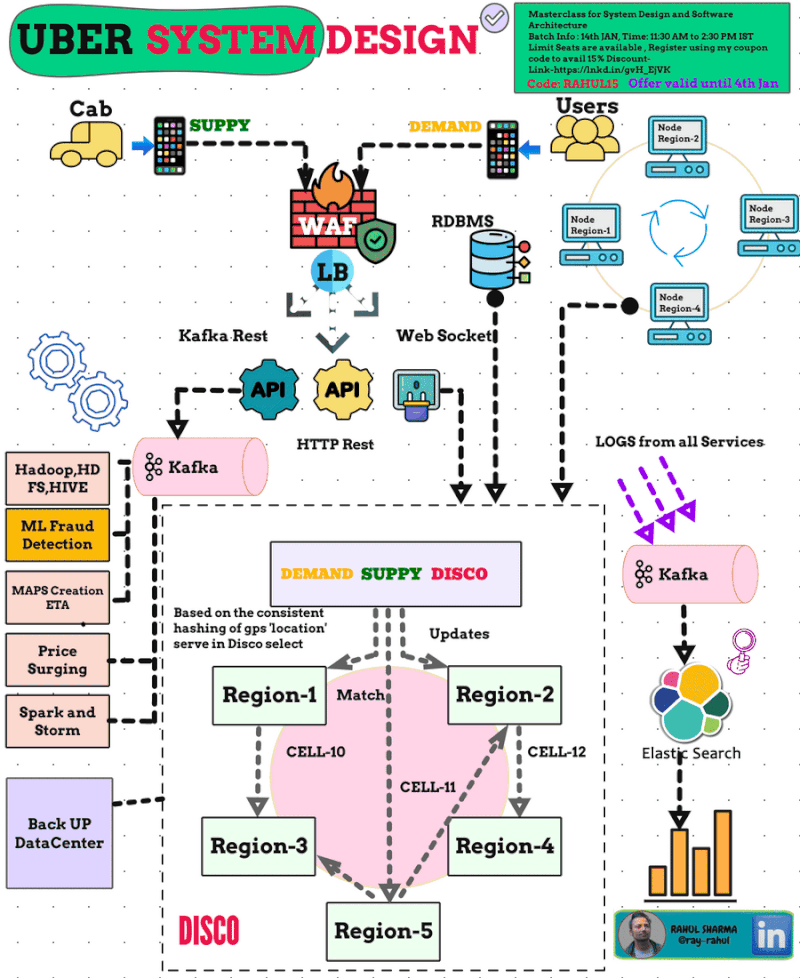 UBER SYSTEM DESIGN
Masterclass for System Design and Software
Architecture
Batch Info : 14th JAN, Time: 11:30 AM to 2:30 PM IST
Limit Seats are available , Register using my coupon
code to avail 15% Discount-
Link-https://lnkd.in/gvH_EjVK
Code: RAHUL15 Offer valid until 4th Jan
Cab
SUPPY
DEMAND
Users
Node
Region-2
Node
Region-1
Node
Region-3
Node
Region-4
WAF
LB
RDBMS
Kafka Rest
Web Socket
API
API
HTTP Rest
Kafka
LOGS from all Services
Hadoop,HD
FS,HIVE
ML Fraud
Detection
MAPS Creation
ETA
Price
Surging
Spark and
Storm
Back UP
DataCenter
DEMAND SUPPY DISCO
Based on the consistent
hashing of gps 'location'
serve in Disco select
Updates
Region-1
Match
Region-2
CELL-10
CELL-11
CELL-12
Region-3
Region-4
Region-5
DISCO
Kafka
Elastic Search
RAHUL SHARMA
@ray-rahul
in